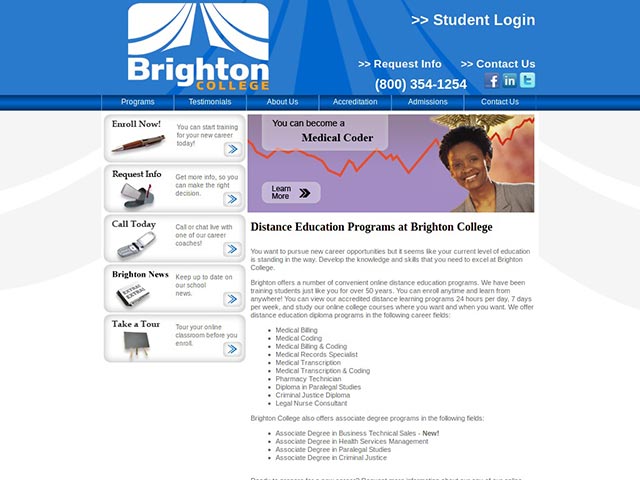 Brighton
COLLEGE
>> Student Login
>> Request Info >> Contact Us
(800) 354-1254
Programs Testimonials About Us Accreditation Admissions Contact Us
Enroll Now!
You can start training
for your new career
today!
Request Info
Get more info, so you
can make the right
decision.
Call Today
Call or chat live with
one of our career
coaches!
Brighton News
EXTRA!
EXTRA!
Keep up to date on
our school
news.
Take a Tour
Tour your online
classroom before you
enroll.
You can become a
Medical Coder
Learn
More
Distance Education Programs at Brighton College
You want to pursue new career opportunities but it seems like your current level of education
is standing in the way. Develop the knowledge and skills that you need to excel at Brighton
College.
Brighton offers a number of convenient online distance education programs. We have been
training students just like you for over 50 years. You can enroll anytime and learn from
anywhere! You can view our accredited distance learning programs 24 hours per day, 7 days
per week, and study our online college courses where you want and when you want. We offer
distance education diploma programs in the following career fields:
Medical Billing
Medical Coding
Medical Billing & Coding
Medical Records Specialist
Medical Transcription
Medical Transcription & Coding
Pharmacy Technician
Diploma in Paralegal Studies
Criminal Justice Diploma
Legal Nurse Consultant
Brighton College also offers associate degree programs in the following fields:
Associate Degree in Business Technical Sales - New!
Associate Degree in Health Services Management
Associate Degree in Paralegal Studies
Associate Degree in Criminal Justice